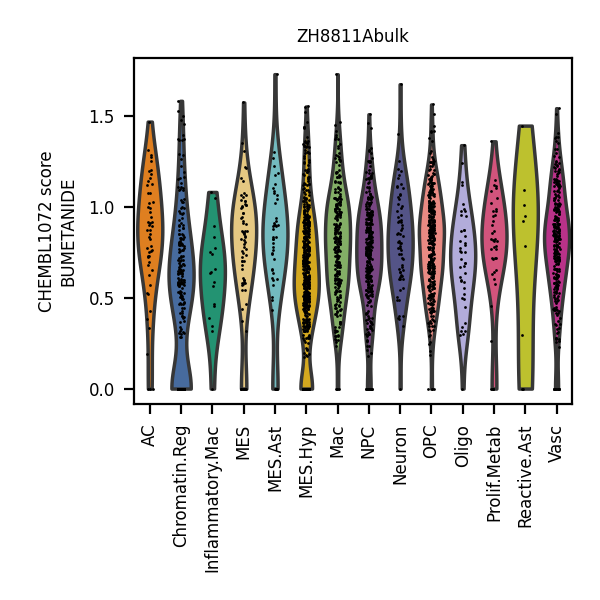 ZH8811Abulk
CHEMBL1072 score
BUMETANIDE
1.5
1.0
0.5
0.0
AC
Chromatin.Reg
Inflammatory.Mac
MES
MES.Ast
MES.Hyp
Mac
NPC
Neuron
OPC
Oligo
Prolif.Metab
Reactive.Ast
Vasc